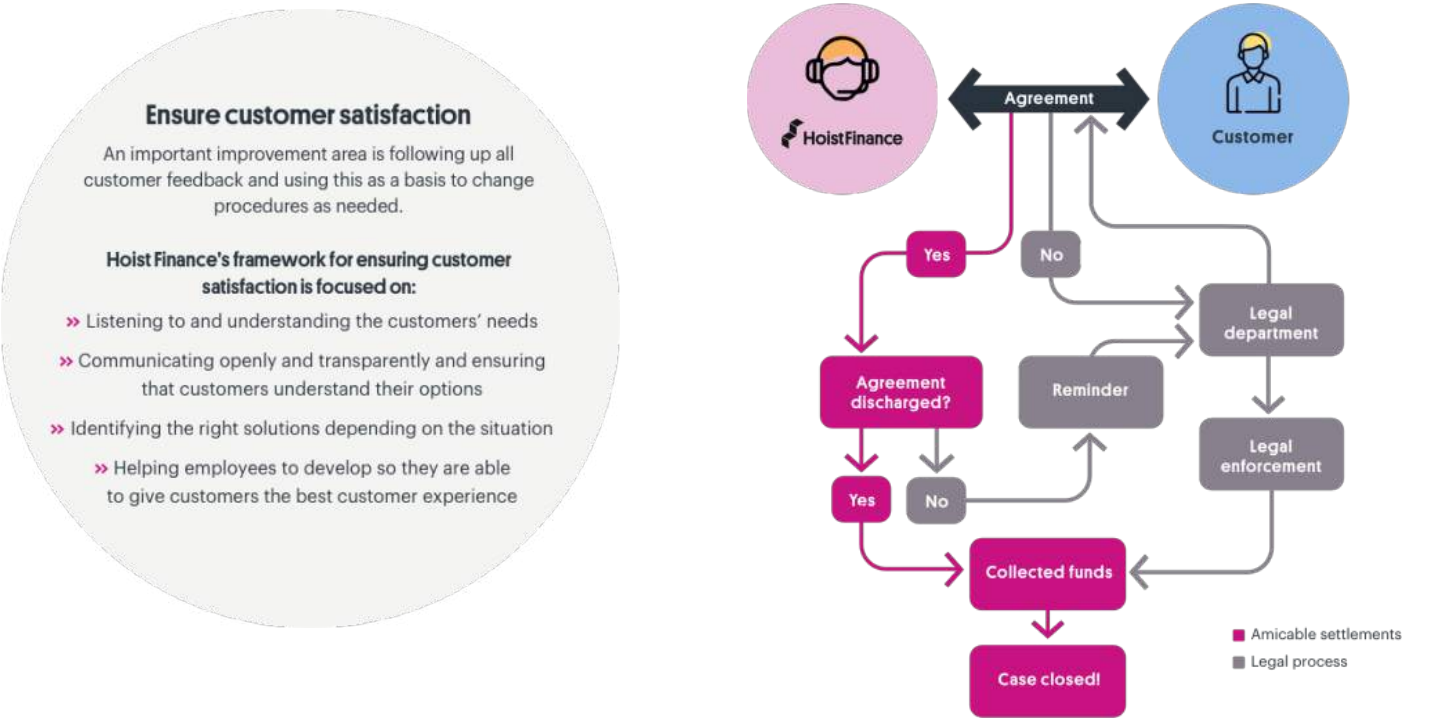 Ensure customer satisfaction
An important improvement area is following up all
customer feedback and using this as a basis to change
procedures as needed.
Hoist Finance's framework for ensuring customer
satisfaction is focused on:
» Listening to and understanding the customers' needs
» Communicating openly and transparently and ensuring
that customers understand their options
» Identifying the right solutions depending on the situation
» Helping employees to develop so they are able
to give customers the best customer experience
HoistFinance
Agreement
Customer
Yes
No
Legal
department
Agreement
discharged?
Reminder
Legal
enforcement
Yes
No
Collected funds
Case closed!
Amicable settlements
Legal process